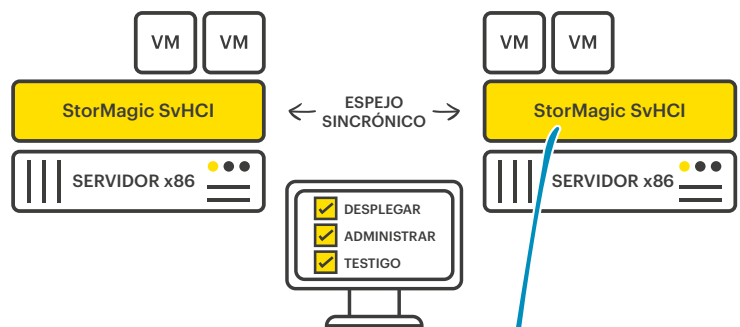 VM VM
StorMagic SvHCI
SERVIDOR x86
ESPEJO
SINCRÓNICO
VM VM
StorMagic SvHCI
SERVIDOR x86
DESPLEGAR
ADMINISTRAR
TESTIGO